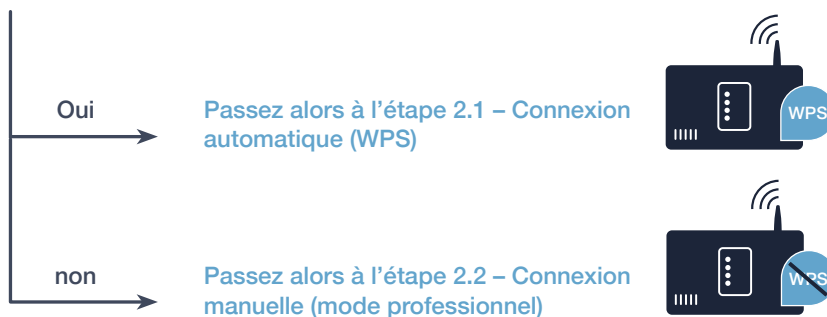 Oui
Passez alors à l'étape 2.1 – Connexion
automatique (WPS)
WPS
non
Passez alors à l'étape 2.2 – Connexion
manuelle (mode professionnel)
WPS